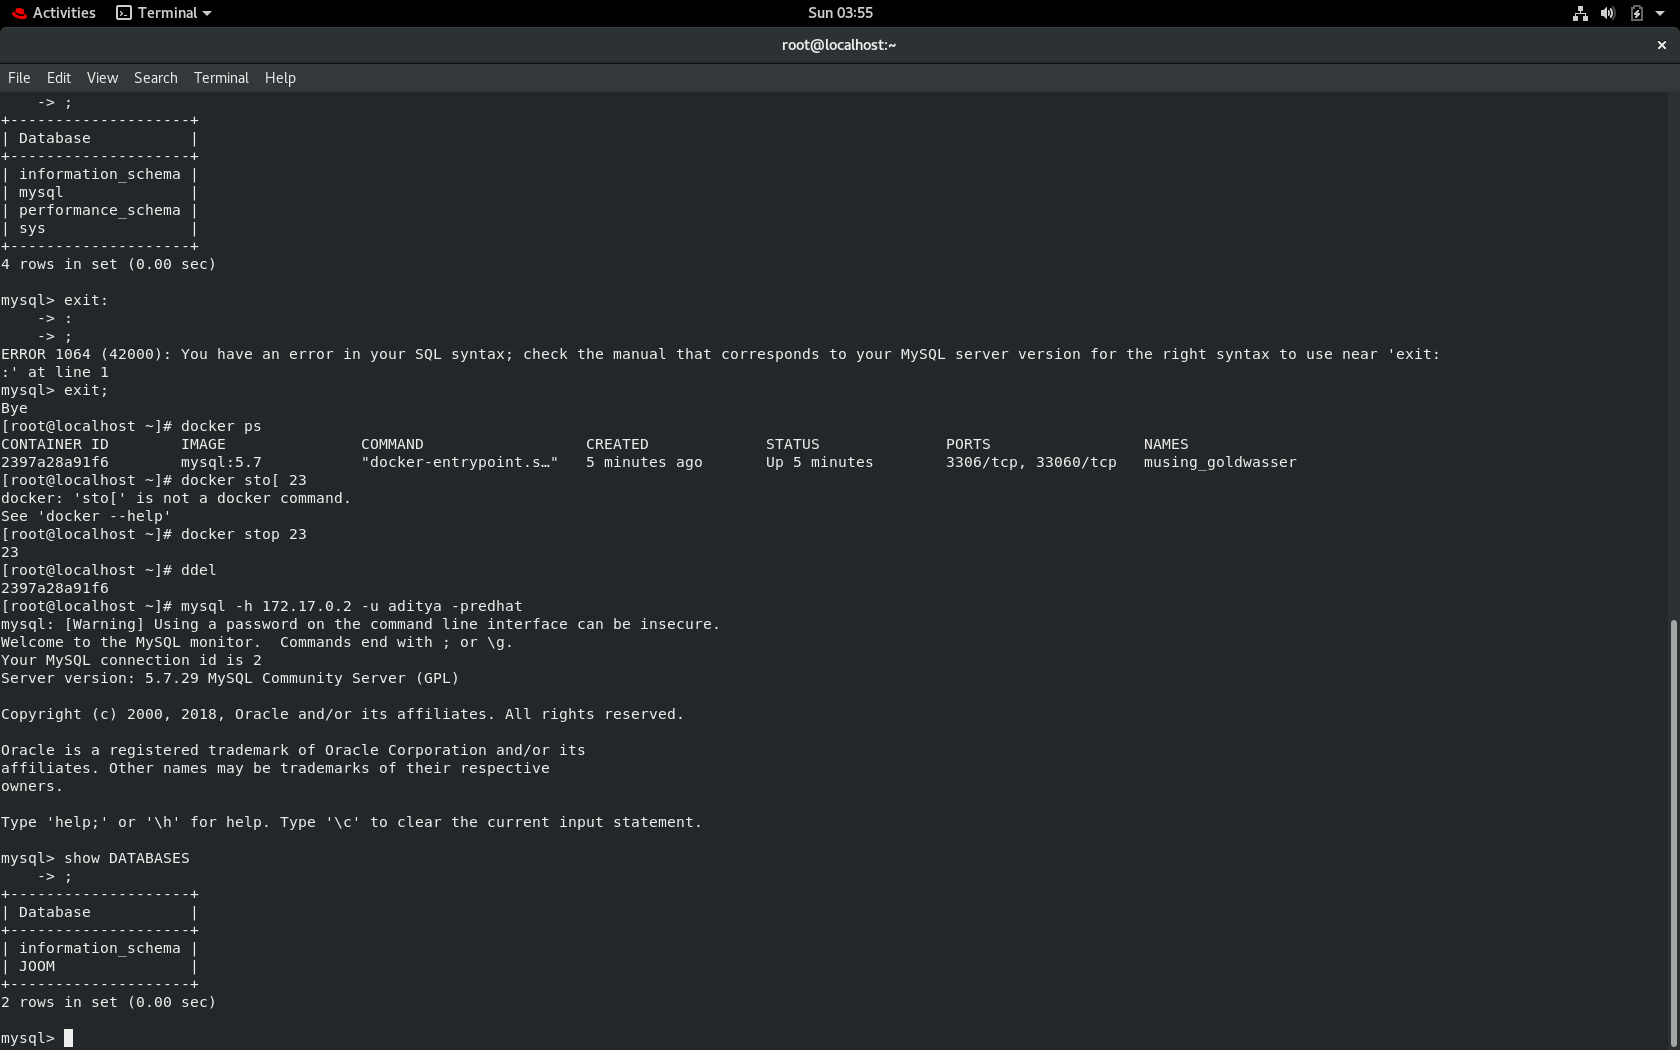 Activities Terminal Sun 03:55
root@localhost:~ ×
File Edit View Search Terminal Help
    -> ;
+--------------------+
| Database           |
+--------------------+
| information_schema |
| mysql              |
| performance_schema |
| sys                |
+--------------------+
4 rows in set (0.00 sec)

mysql> exit:
    -> :
    -> ;
ERROR 1064 (42000): You have an error in your SQL syntax; check the manual that corresponds to your MySQL server version for the right syntax to use near 'exit:
:' at line 1
mysql> exit;
Bye
[root@localhost ~]# docker ps
CONTAINER ID        IMAGE               COMMAND                  CREATED             STATUS              PORTS                 NAMES
2397a28a91f6        mysql:5.7           "docker-entrypoint.s…"   5 minutes ago       Up 5 minutes        3306/tcp, 33060/tcp   musing_goldwasser
[root@localhost ~]# docker sto[ 23
docker: 'sto[' is not a docker command.
See 'docker --help'
[root@localhost ~]# docker stop 23
23
[root@localhost ~]# ddel
2397a28a91f6
[root@localhost ~]# mysql -h 172.17.0.2 -u aditya -predhat
mysql: [Warning] Using a password on the command line interface can be insecure.
Welcome to the MySQL monitor.  Commands end with ; or \g.
Your MySQL connection id is 2
Server version: 5.7.29 MySQL Community Server (GPL)

Copyright (c) 2000, 2018, Oracle and/or its affiliates. All rights reserved.

Oracle is a registered trademark of Oracle Corporation and/or its
affiliates. Other names may be trademarks of their respective
owners.

Type 'help;' or '\h' for help. Type '\c' to clear the current input statement.

mysql> show DATABASES
    -> ;
+--------------------+
| Database           |
+--------------------+
| information_schema |
| JOOM               |
+--------------------+
2 rows in set (0.00 sec)

mysql>